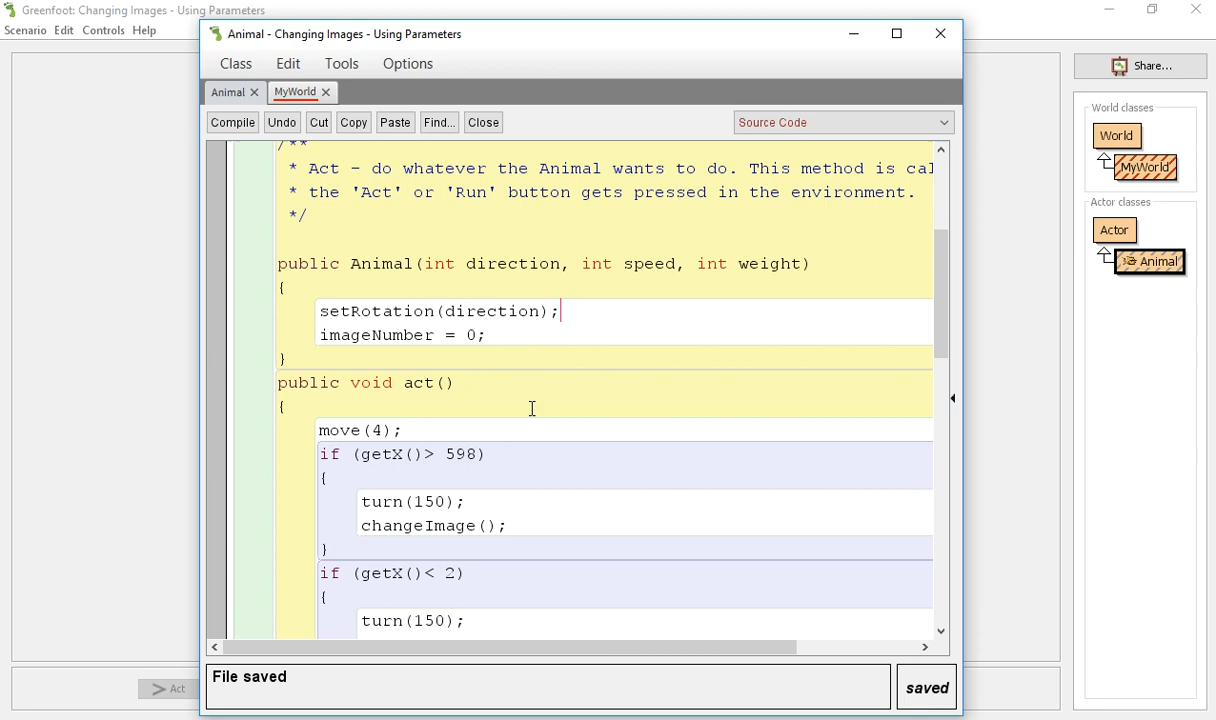 Greenfoot: Changing Images - Using Parameters
Scenario Edit Controls Help
Animal - Changing Images - Using Parameters
Class Edit Tools Options
Animal MyWorld
Compile Undo Cut Copy Paste Find... Close Source Code
/**
* Act - do whatever the Animal wants to do. This method is cal
* the 'Act' or 'Run' button gets pressed in the environment.
*/
public Animal(int direction, int speed, int weight)
{
setRotation(direction);
imageNumber = 0;
}
public void act()
{
move(4);
if (getX()> 598)
{
turn(150);
changeImage();
}
if (getX()< 2)
{
turn(150);
File saved
saved
Act
Share...
World classes
World
MyWorld
Actor classes
Actor
Animal